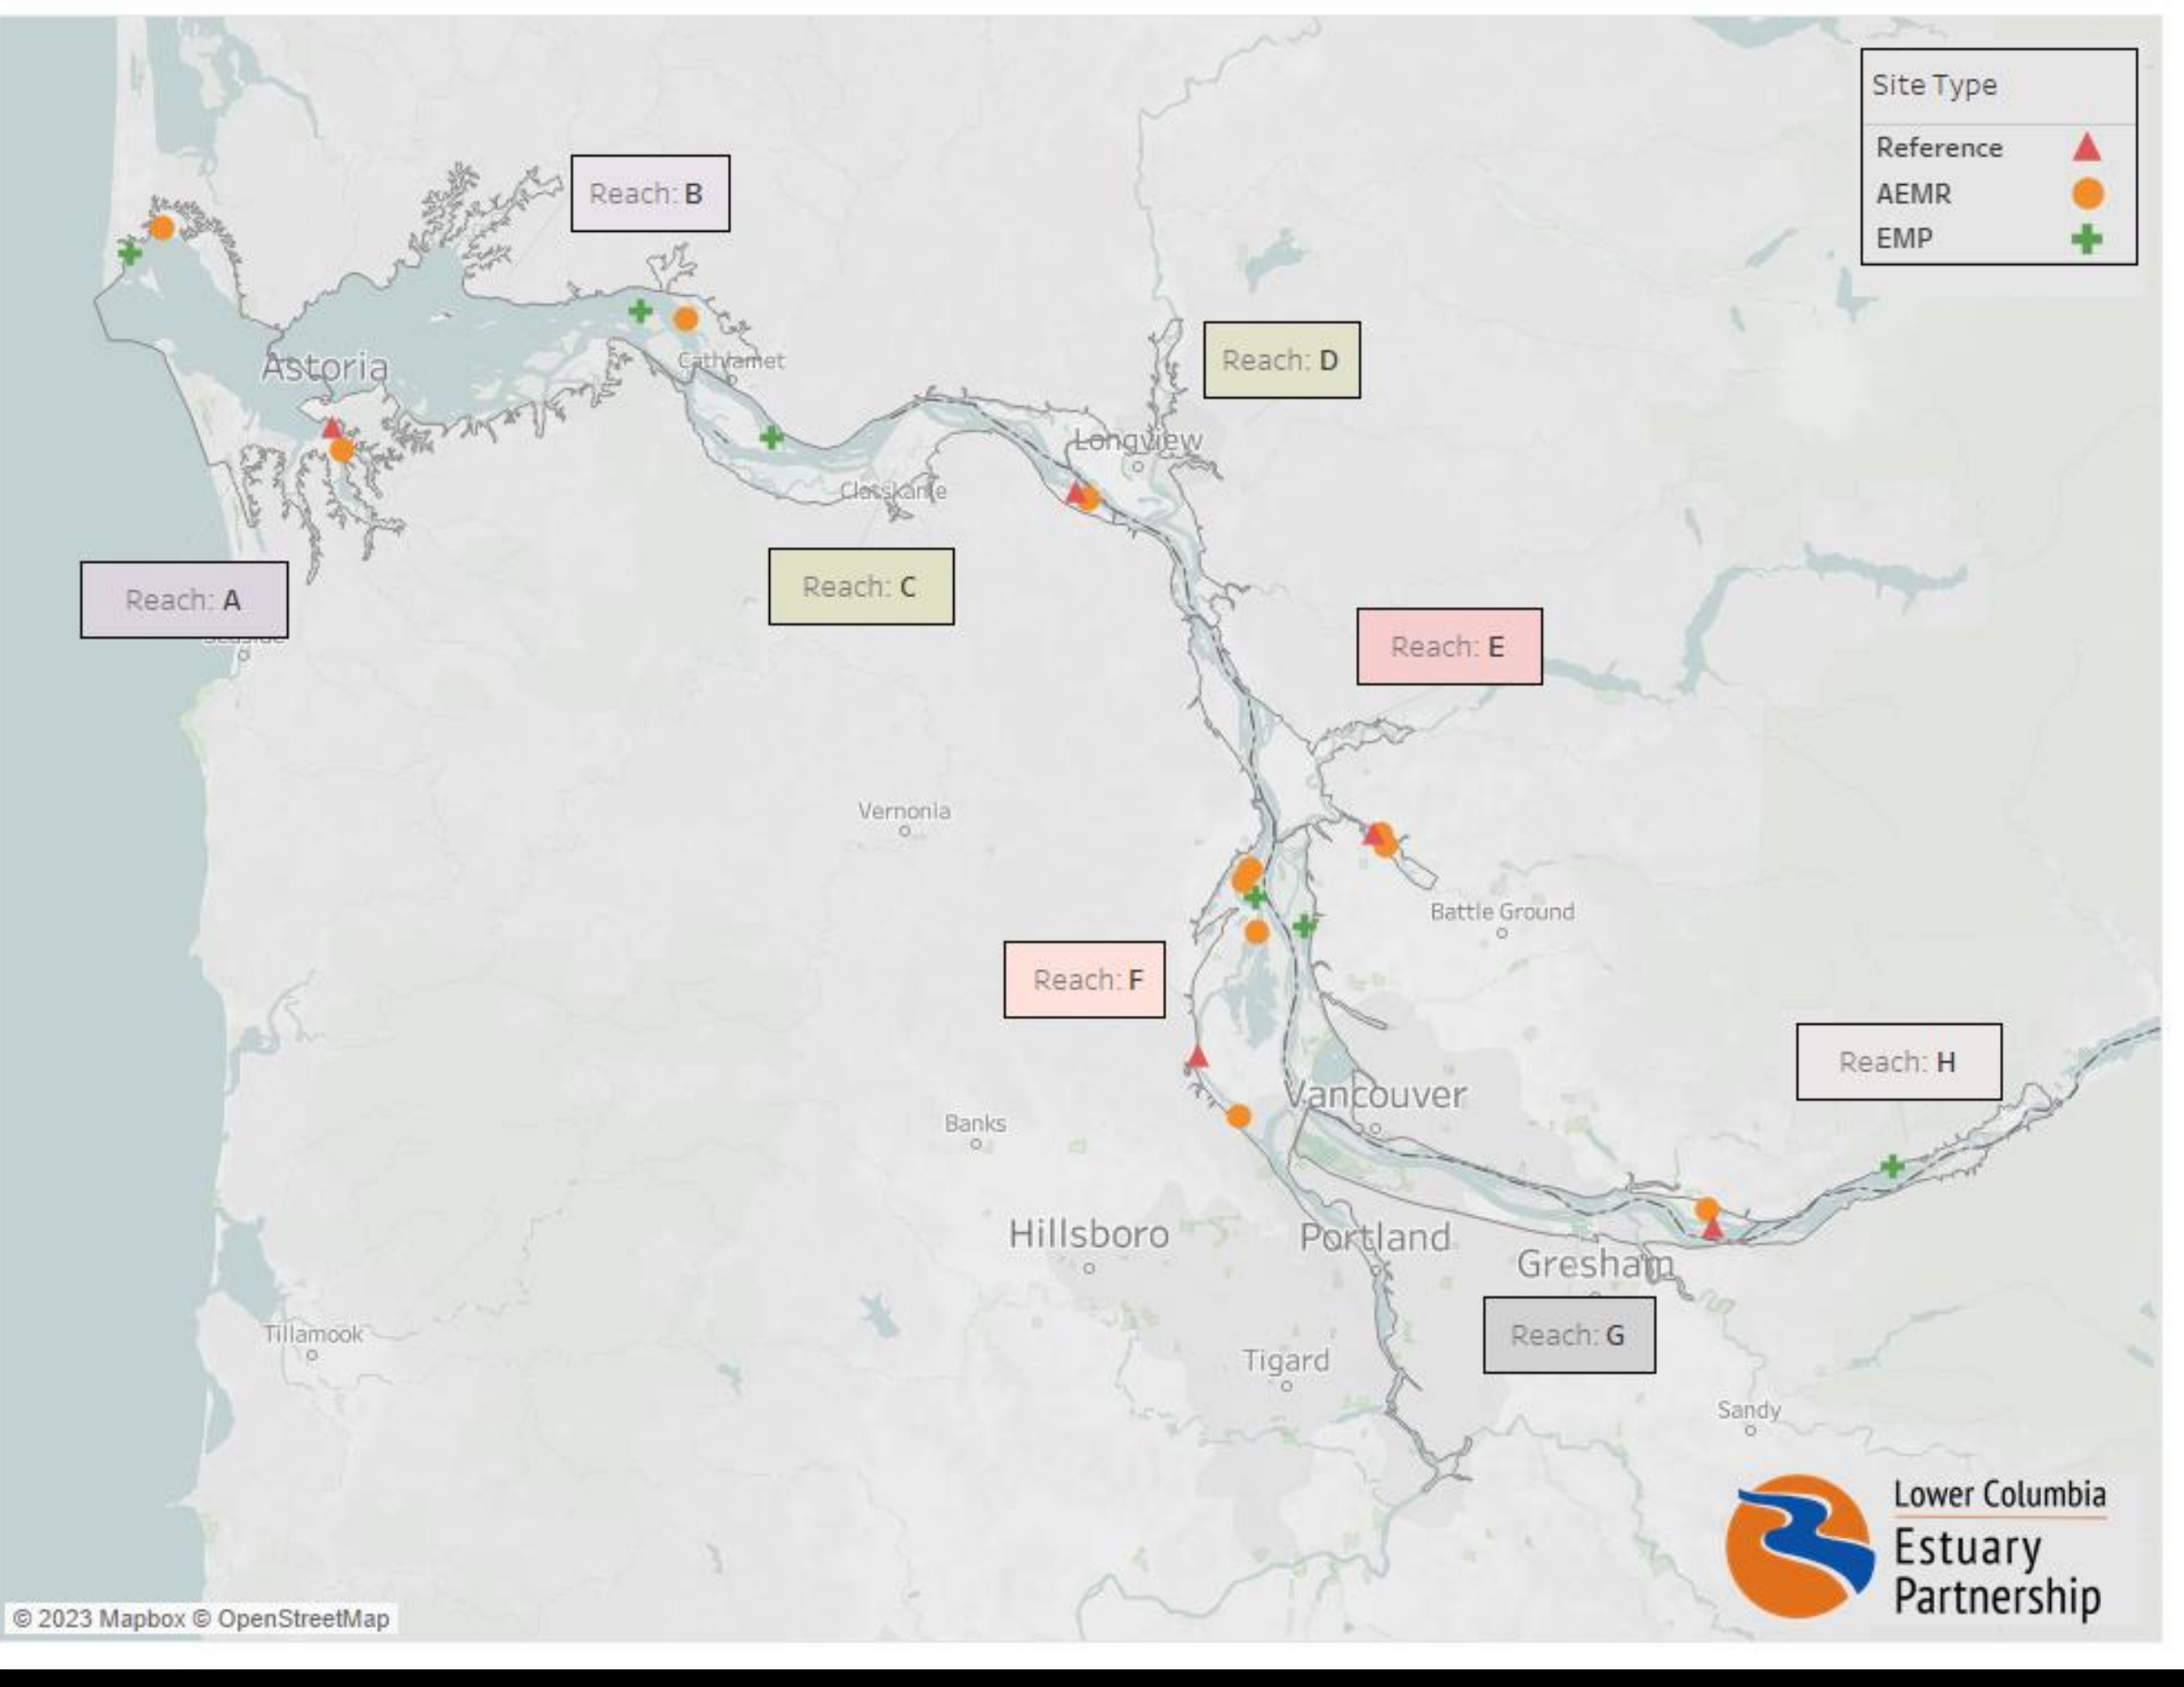 Site Type
Reference
AEMR
EMP
Reach: B
Reach: D
Astoria
Cathlamet
Longview
Clatskanie
Reach: A
Reach: C
Seaside
Reach: E
Vernonia
Battle Ground
Reach: F
Reach: H
Vancouver
Banks
Hillsboro
Portland
Gresham
Reach: G
Tillamook
Tigard
Sandy
Lower Columbia
Estuary
Partnership
© 2023 Mapbox © OpenStreetMap